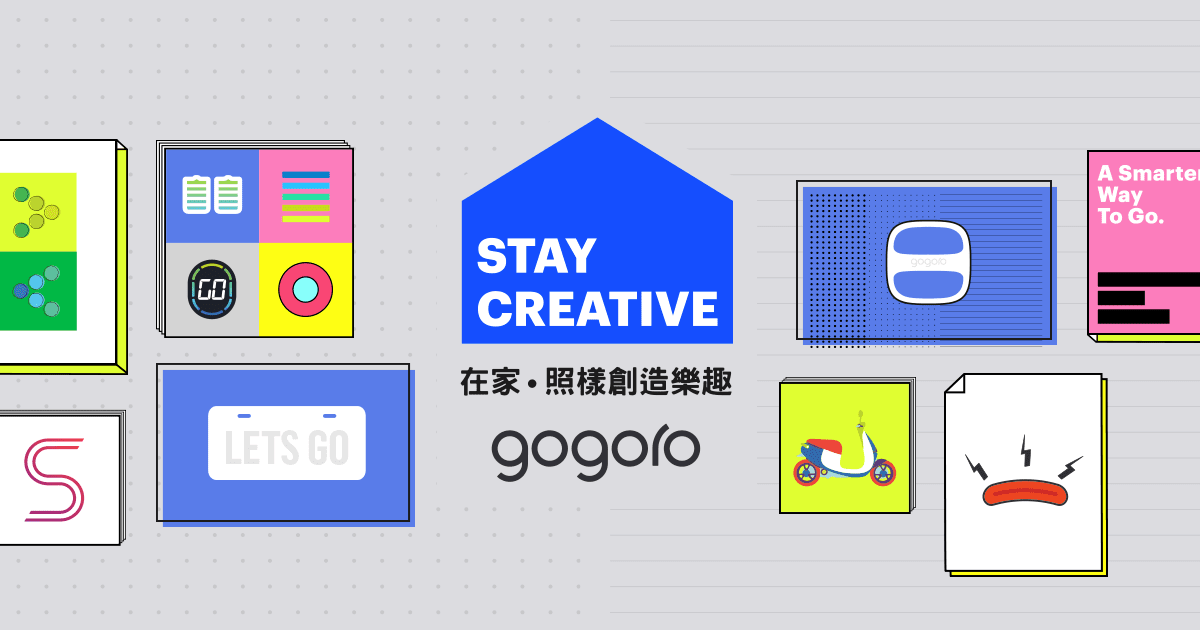 GO
LETS GO
STAY
CREATIVE
在家•照樣創造樂趣
gogoro
gogoro
A Smarter
Way
To Go.